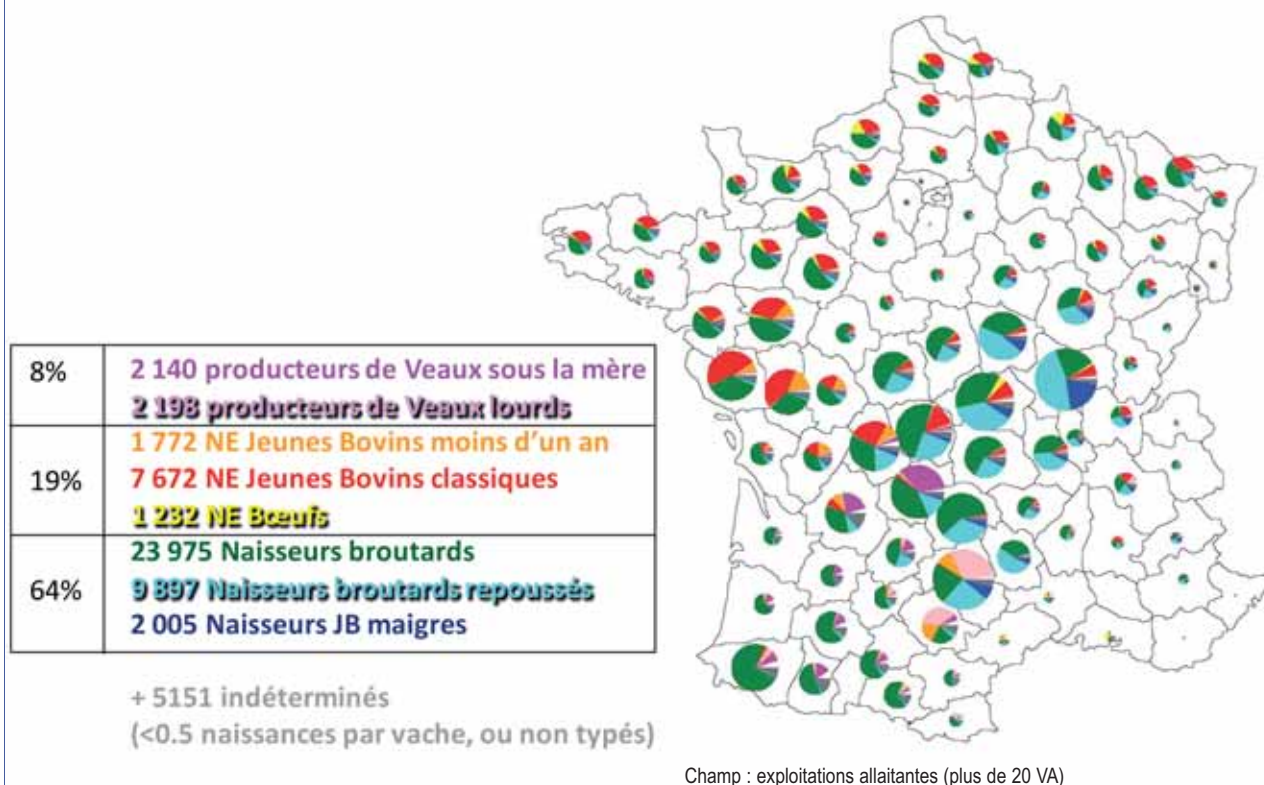 8%
2 140 producteurs de Veaux sous la mère
2 198 producteurs de Veaux lourds
19%
1 772 NE Jeunes Bovins moins d'un an
7 672 NE Jeunes Bovins classiques
1 232 NE Bœufs
64%
23 975 Naisseurs broutards
9 897 Naisseurs broutards repoussés
2 005 Naisseurs JB maigres
+ 5151 indéterminés
(<0.5 naissances par vache, ou non typés)
Champ : exploitations allaitantes (plus de 20 VA)